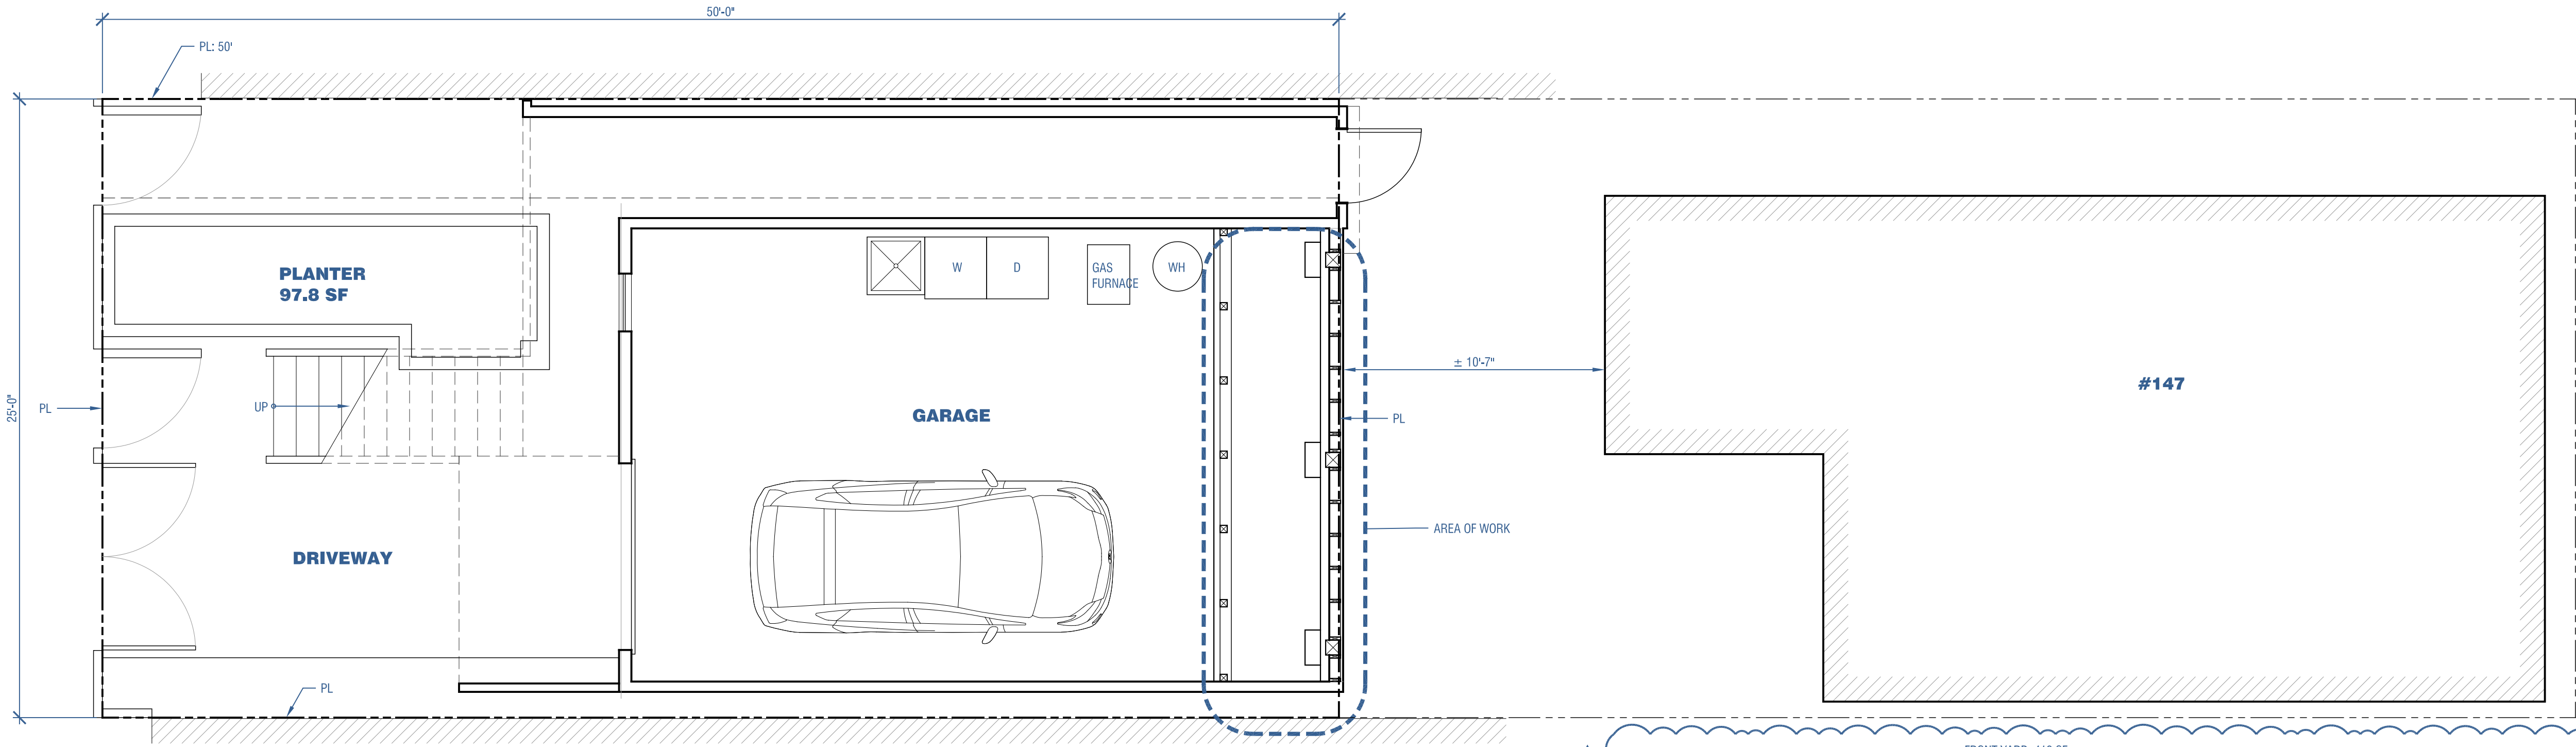 50'-0"
PL: 50'
25'-0"
PL
PLANTER
97.8 SF
UP
DRIVEWAY
PL
W
D
GAS
FURNACE
WH
GARAGE
± 10'-7"
PL
AREA OF WORK
#147